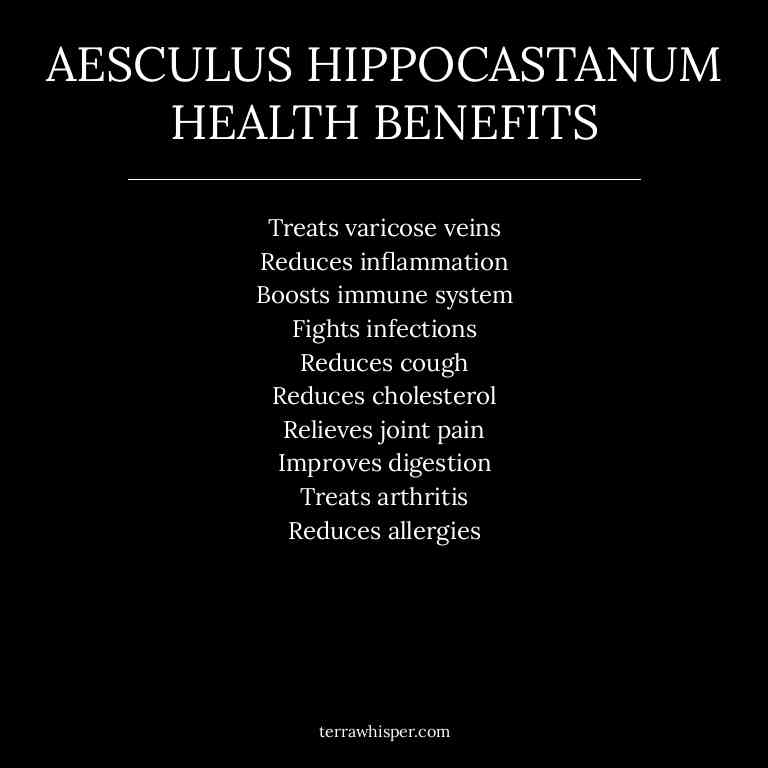 AESCULUS HIPPOCASTANUM
HEALTH BENEFITS
Treats varicose veins
Reduces inflammation
Boosts immune system
Fights infections
Reduces cough
Reduces cholesterol
Relieves joint pain
Improves digestion
Treats arthritis
Reduces allergies
terrawhisper.com